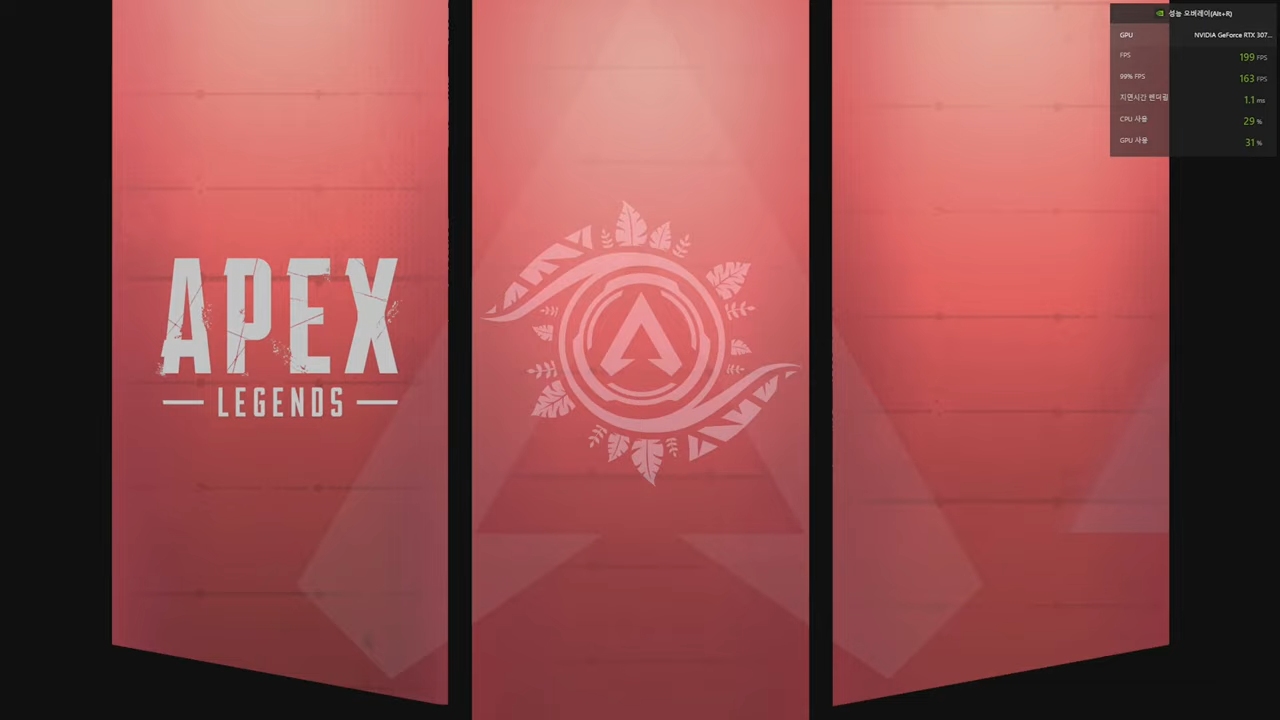 APEX
LEGENDS
성능 오버레이(Alt+R)
GPU NVIDIA GeForce RTX 307...
FPS 199 FPS
99% FPS 163 FPS
지연시간 렌더링 1.1 ms
CPU 사용 29 %
GPU 사용 31 %